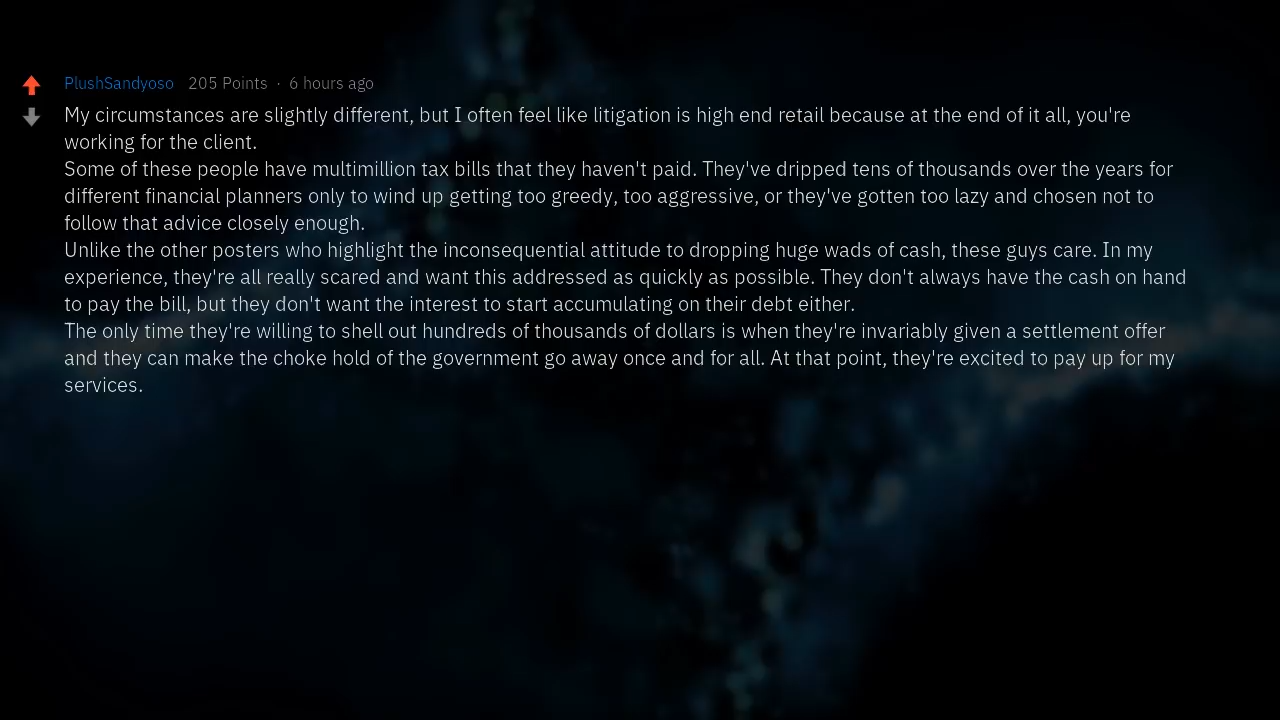 PlushSandyoso 205 Points · 6 hours ago
My circumstances are slightly different, but I often feel like litigation is high end retail because at the end of it all, you're
working for the client.
Some of these people have multimillion tax bills that they haven't paid. They've dripped tens of thousands over the years for
different financial planners only to wind up getting too greedy, too aggressive, or they've gotten too lazy and chosen not to
follow that advice closely enough.
Unlike the other posters who highlight the inconsequential attitude to dropping huge wads of cash, these guys care. In my
experience, they're all really scared and want this addressed as quickly as possible. They don't always have the cash on hand
to pay the bill, but they don't want the interest to start accumulating on their debt either.
The only time they're willing to shell out hundreds of thousands of dollars is when they're invariably given a settlement offer
and they can make the choke hold of the government go away once and for all. At that point, they're excited to pay up for my
services.